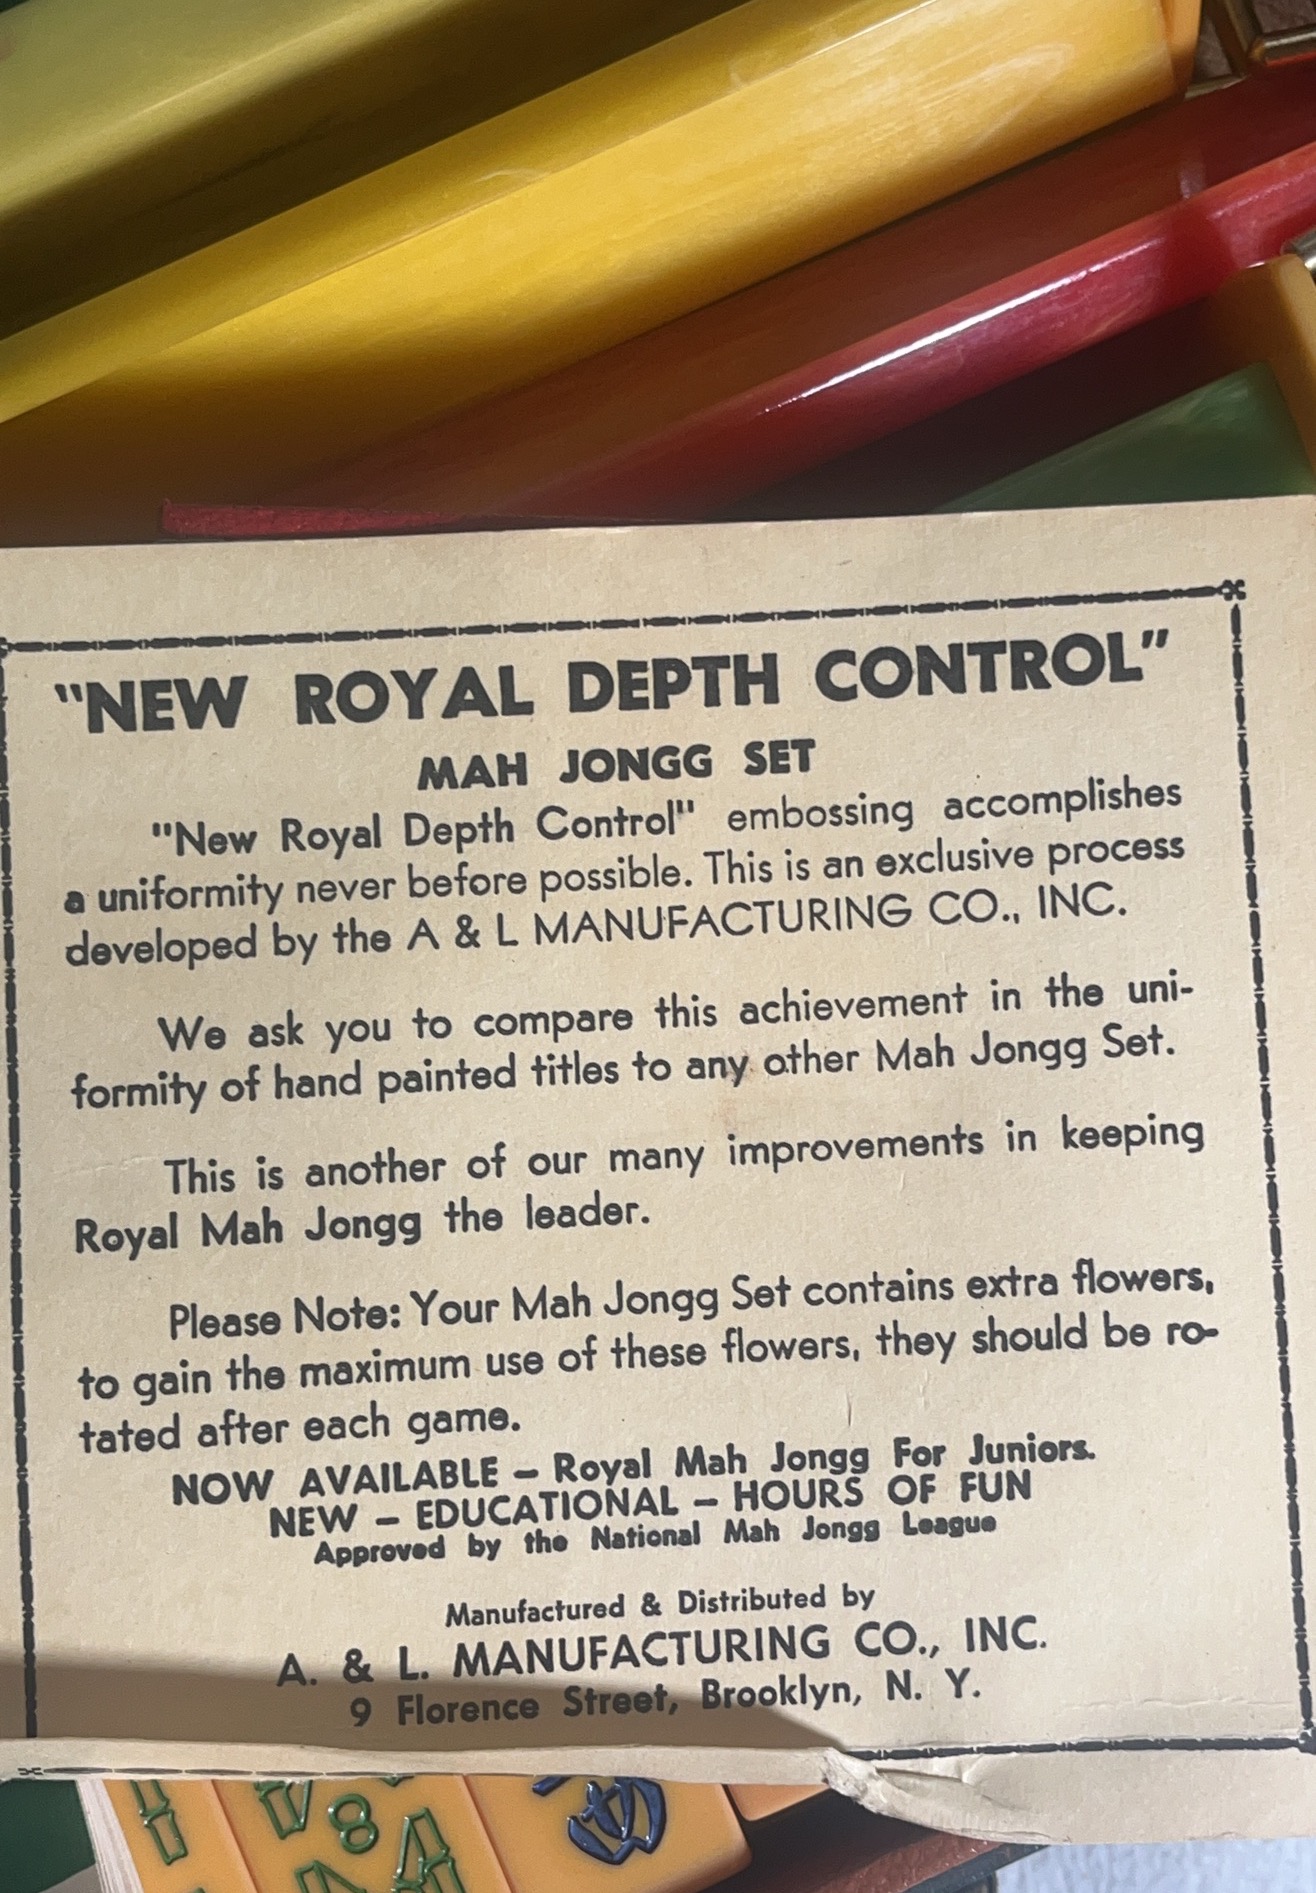 "NEW ROYAL DEPTH CONTROL"
MAH JONGG SET
"New Royal Depth Control" embossing accomplishes
a uniformity never before possible. This is an exclusive process
developed by the A & L MANUFACTURING CO., INC.
We ask you to compare this achievement in the uni-
formity of hand painted titles to any other Mah Jongg Set.
This is another of our many improvements in keeping
Royal Mah Jongg the leader.
Please Note: Your Mah Jongg Set contains extra flowers,
to gain the maximum use of these flowers, they should be ro-
tated after each game.
NOW AVAILABLE – Royal Mah Jongg For Juniors.
NEW – EDUCATIONAL – HOURS OF FUN
Approved by the National Mah Jongg League
Manufactured & Distributed by
A. & L. MANUFACTURING CO., INC.
9 Florence Street, Brooklyn, N. Y.
8